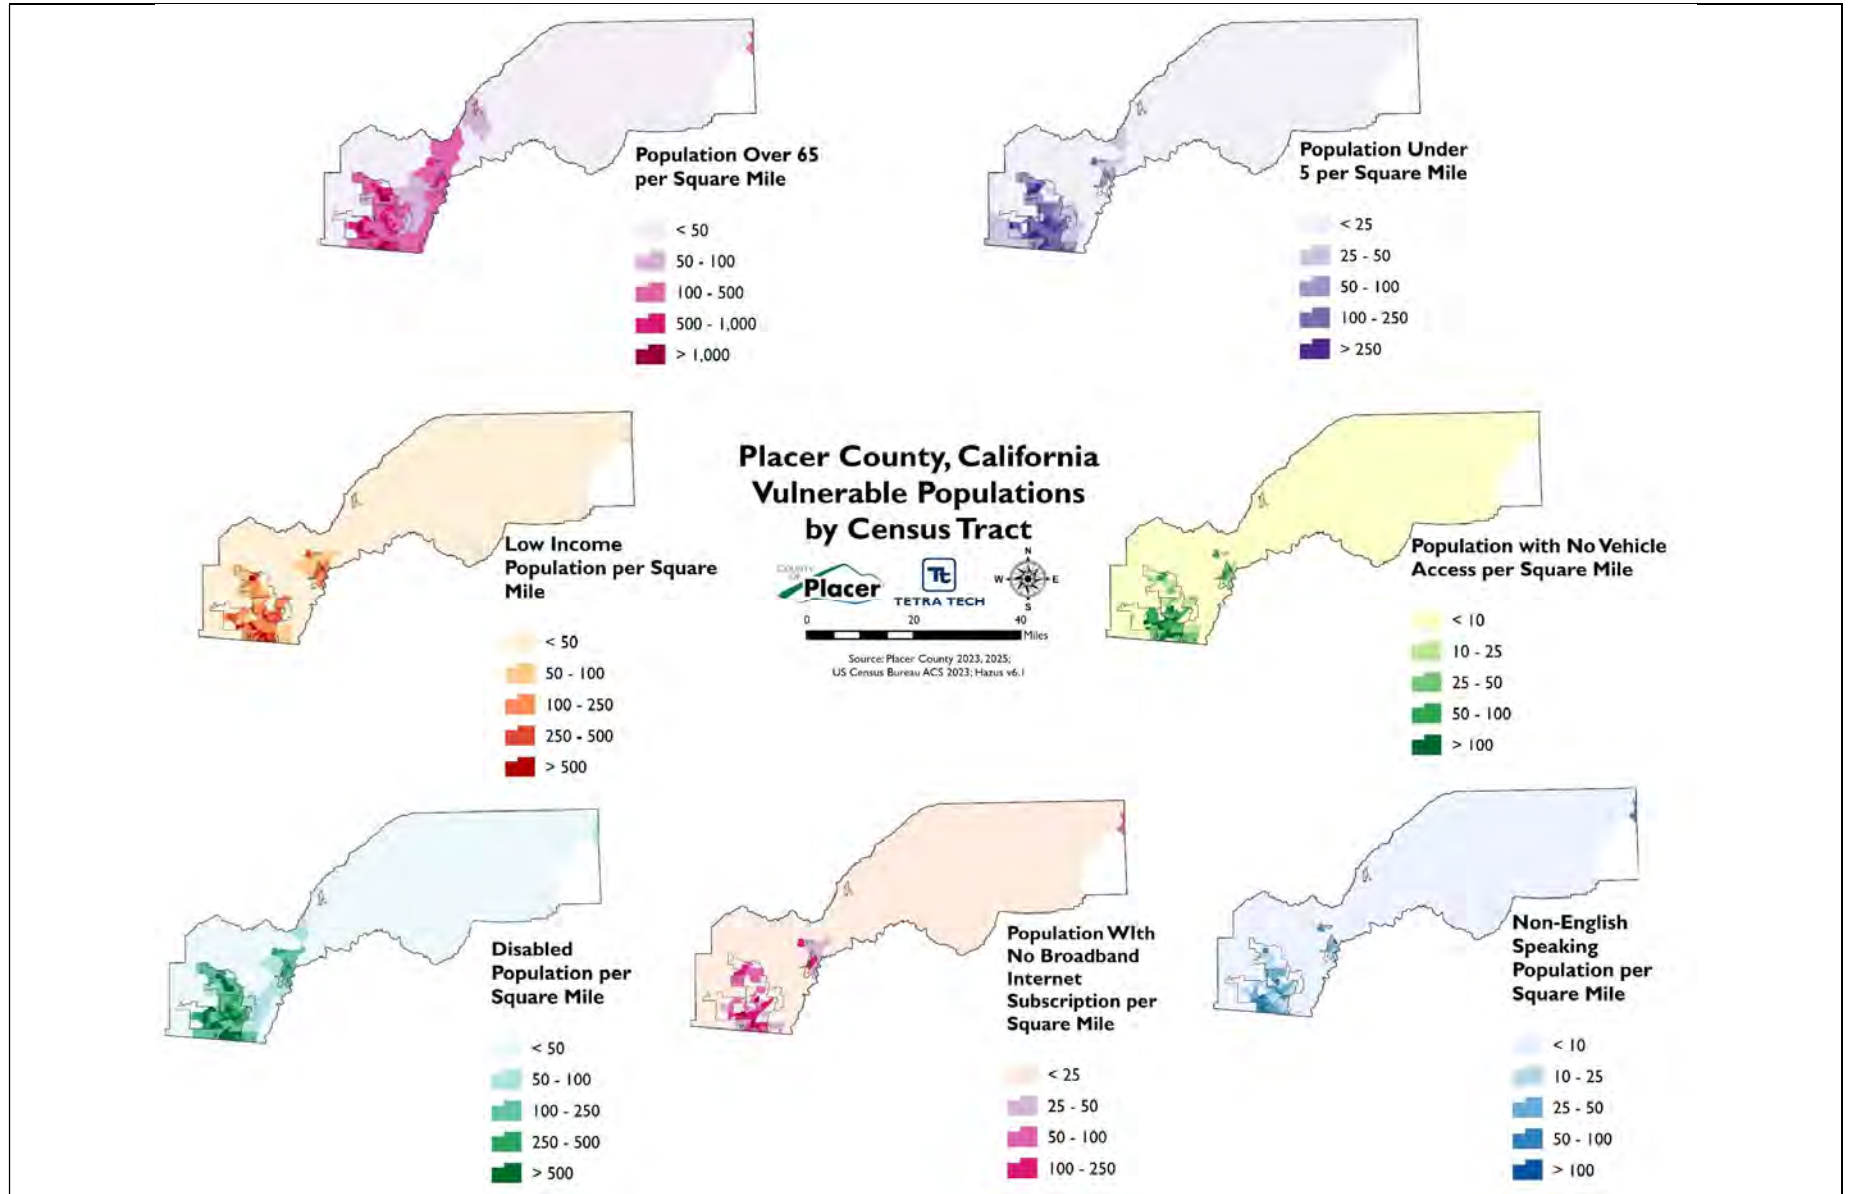 Population Over 65
per Square Mile
< 50
50 - 100
100 - 500
500 - 1,000
> 1,000
Population Under
5 per Square Mile
< 25
25 - 50
50 - 100
100 - 250
> 250
Placer County, California
Vulnerable Populations
by Census Tract
COUNTY
OF
Placer
Tt
TETRA TECH
N
W
E
S
0
20
40
Miles
Source: Placer County 2023, 2025;
US Census Bureau ACS 2023; Hazus v6.1
Low Income
Population per Square
Mile
< 50
50 - 100
100 - 250
250 - 500
> 500
Population with No Vehicle
Access per Square Mile
< 10
10 - 25
25 - 50
50 - 100
> 100
Disabled
Population per
Square Mile
< 50
50 - 100
100 - 250
250 - 500
> 500
Population WIth
No Broadband
Internet
Subscription per
Square Mile
< 25
25 - 50
50 - 100
100 - 250
Non-English
Speaking
Population per
Square Mile
< 10
10 - 25
25 - 50
50 - 100
> 100